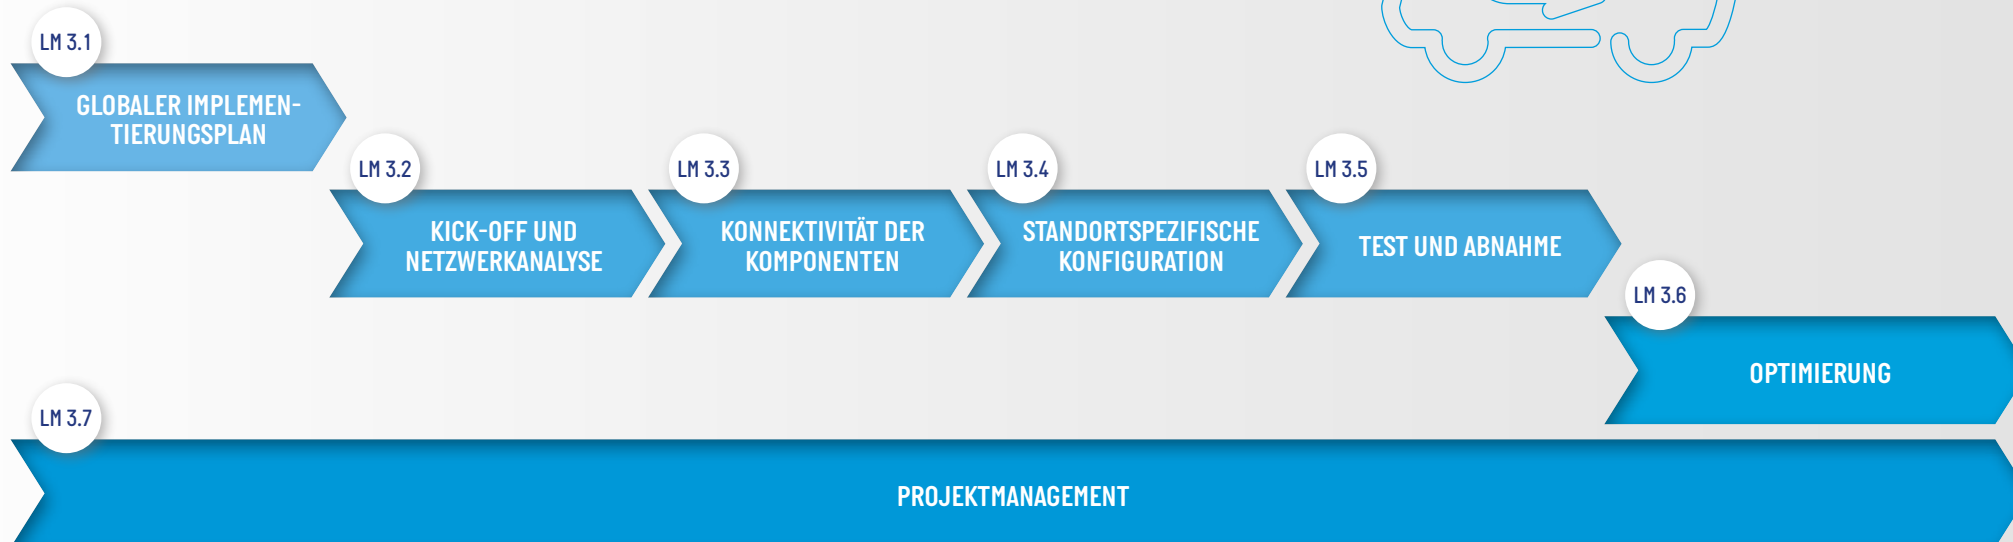 LM 3.1
GLOBALER IMPLEMEN-
TIERUNGSPLAN
LM 3.2
KICK-OFF UND
NETZWERKANALYSE
LM 3.3
KONNEKTIVITÄT DER
KOMPONENTEN
LM 3.4
STANDORTSPEZIFISCHE
KONFIGURATION
LM 3.5
TEST UND ABNAHME
LM 3.6
OPTIMIERUNG
LM 3.7
PROJEKTMANAGEMENT